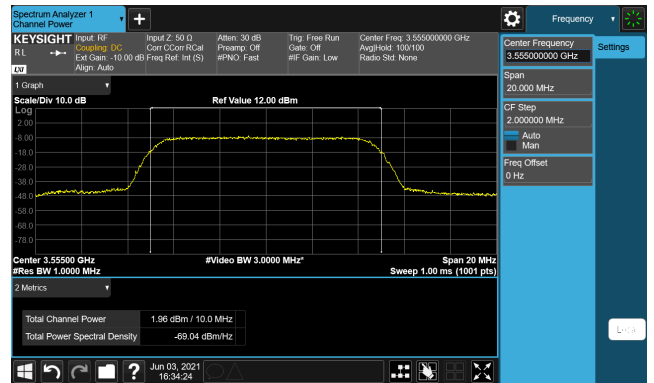 Spectrum Analyzer 1
Channel Power
Frequency
KEYSIGHT
RL
LXI
Input: RF
Coupling: DC
Ext Gain: -10.00 dB
Align: Auto
Input Z: 50 Ω
Corr CCorr RCal
Freq Ref: Int (S)
Atten: 30 dB
Preamp: Off
#PNO: Fast
Trig: Free Run
Gate: Off
#IF Gain: Low
Center Freq: 3.555000000 GHz
Avg|Hold: 100/100
Radio Std: None
1 Graph
Scale/Div 10.0 dB
Ref Value 12.00 dBm
Log
2.00
-8.00
-18.0
-28.0
-38.0
-48.0
-58.0
-68.0
-78.0
Center 3.55500 GHz
#Video BW 3.0000 MHz*
Span 20 MHz
#Res BW 1.0000 MHz
Sweep 1.00 ms (1001 pts)
2 Metrics
Total Channel Power
1.96 dBm / 10.0 MHz
Total Power Spectral Density
-69.04 dBm/Hz
Center Frequency
3.555000000 GHz
Settings
Span
20.000 MHz
CF Step
2.000000 MHz
Auto
Man
Freq Offset
0 Hz
?
Jun 03, 2021
16:34:24